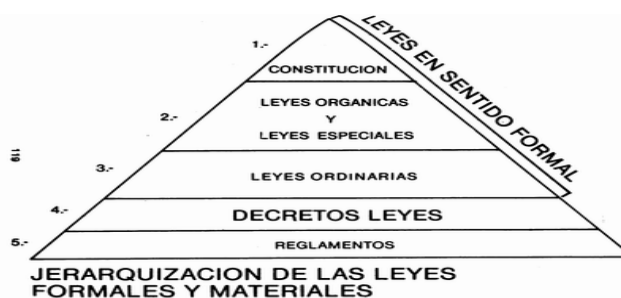 LEYES EN SENTIDO FORMAL
1.-
CONSTITUCION
2.-
LEYES ORGANICAS
Y
LEYES ESPECIALES
119
3.-
LEYES ORDINARIAS
4.-
DECRETOS LEYES
5.-
REGLAMENTOS
JERARQUIZACION DE LAS LEYES
FORMALES Y MATERIALES